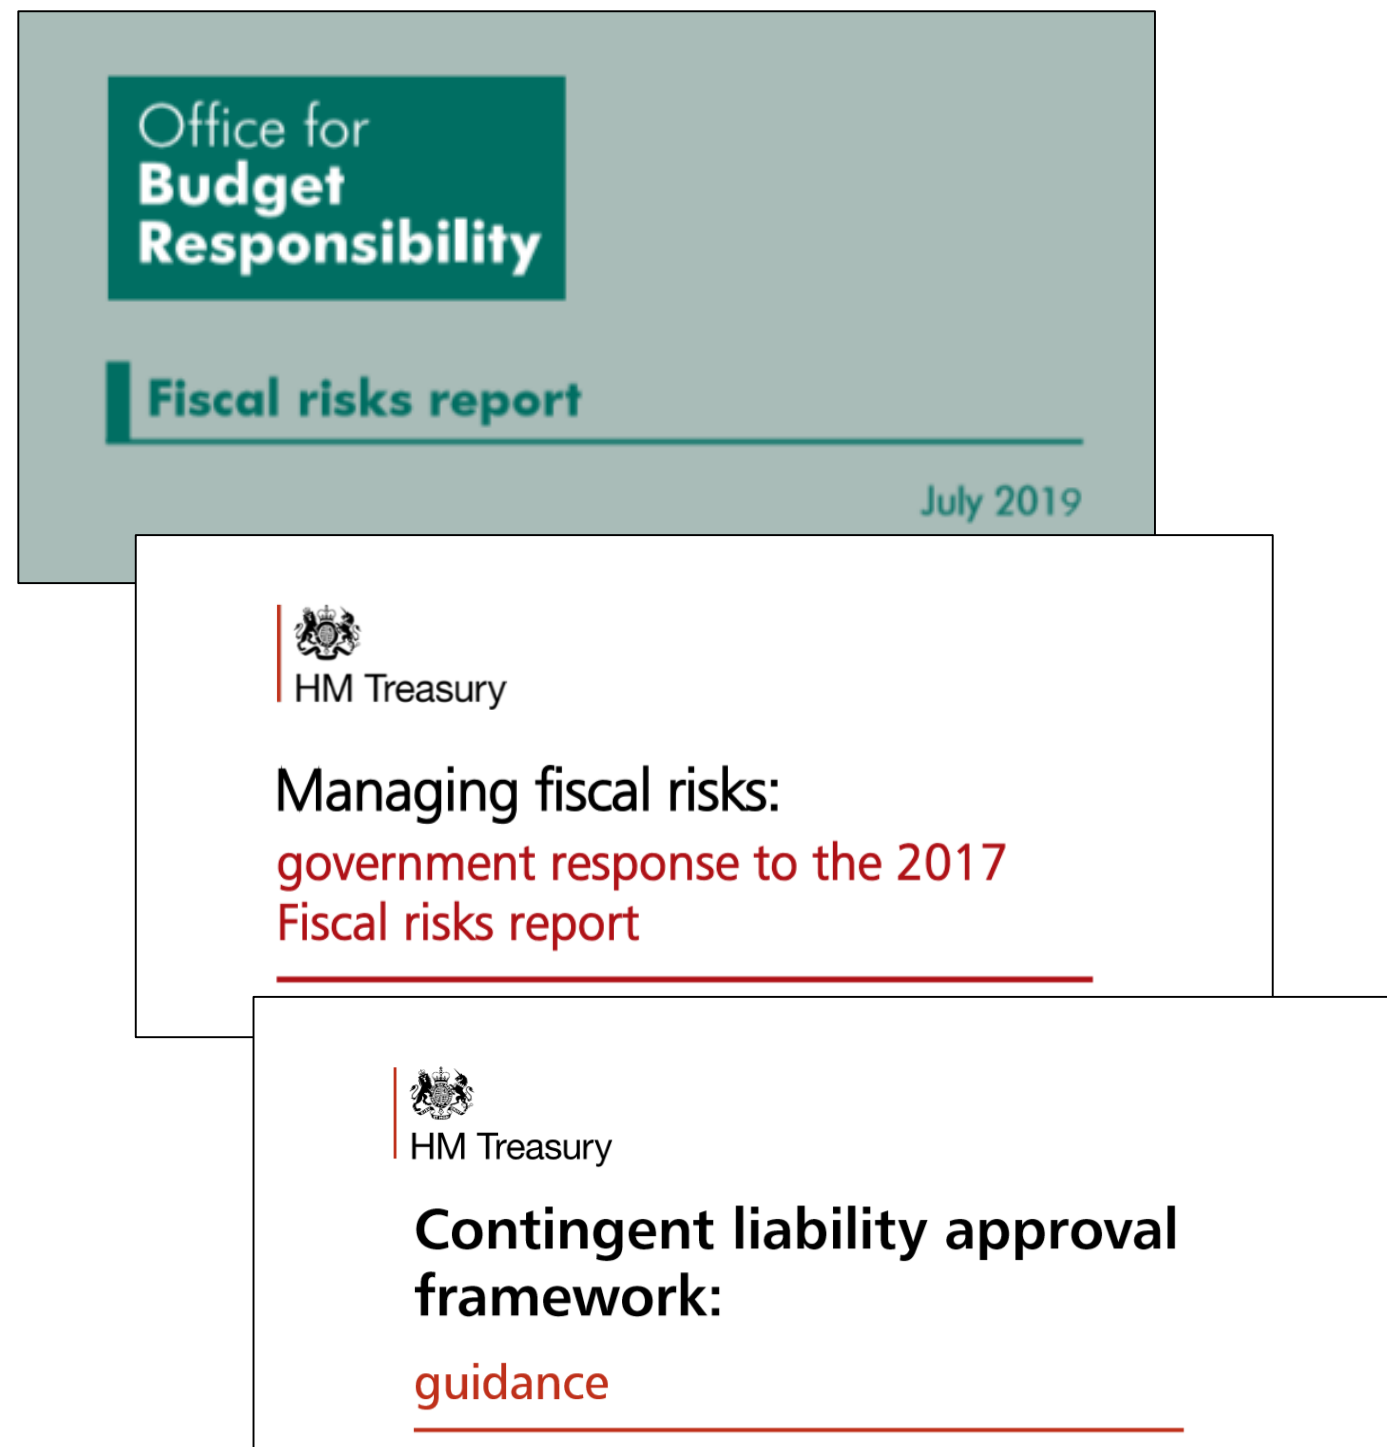 Office for
Budget
Responsibility
Fiscal risks report
July 2019
HM Treasury
Managing fiscal risks:
government response to the 2017
Fiscal risks report
HM Treasury
Contingent liability approval
framework:
guidance